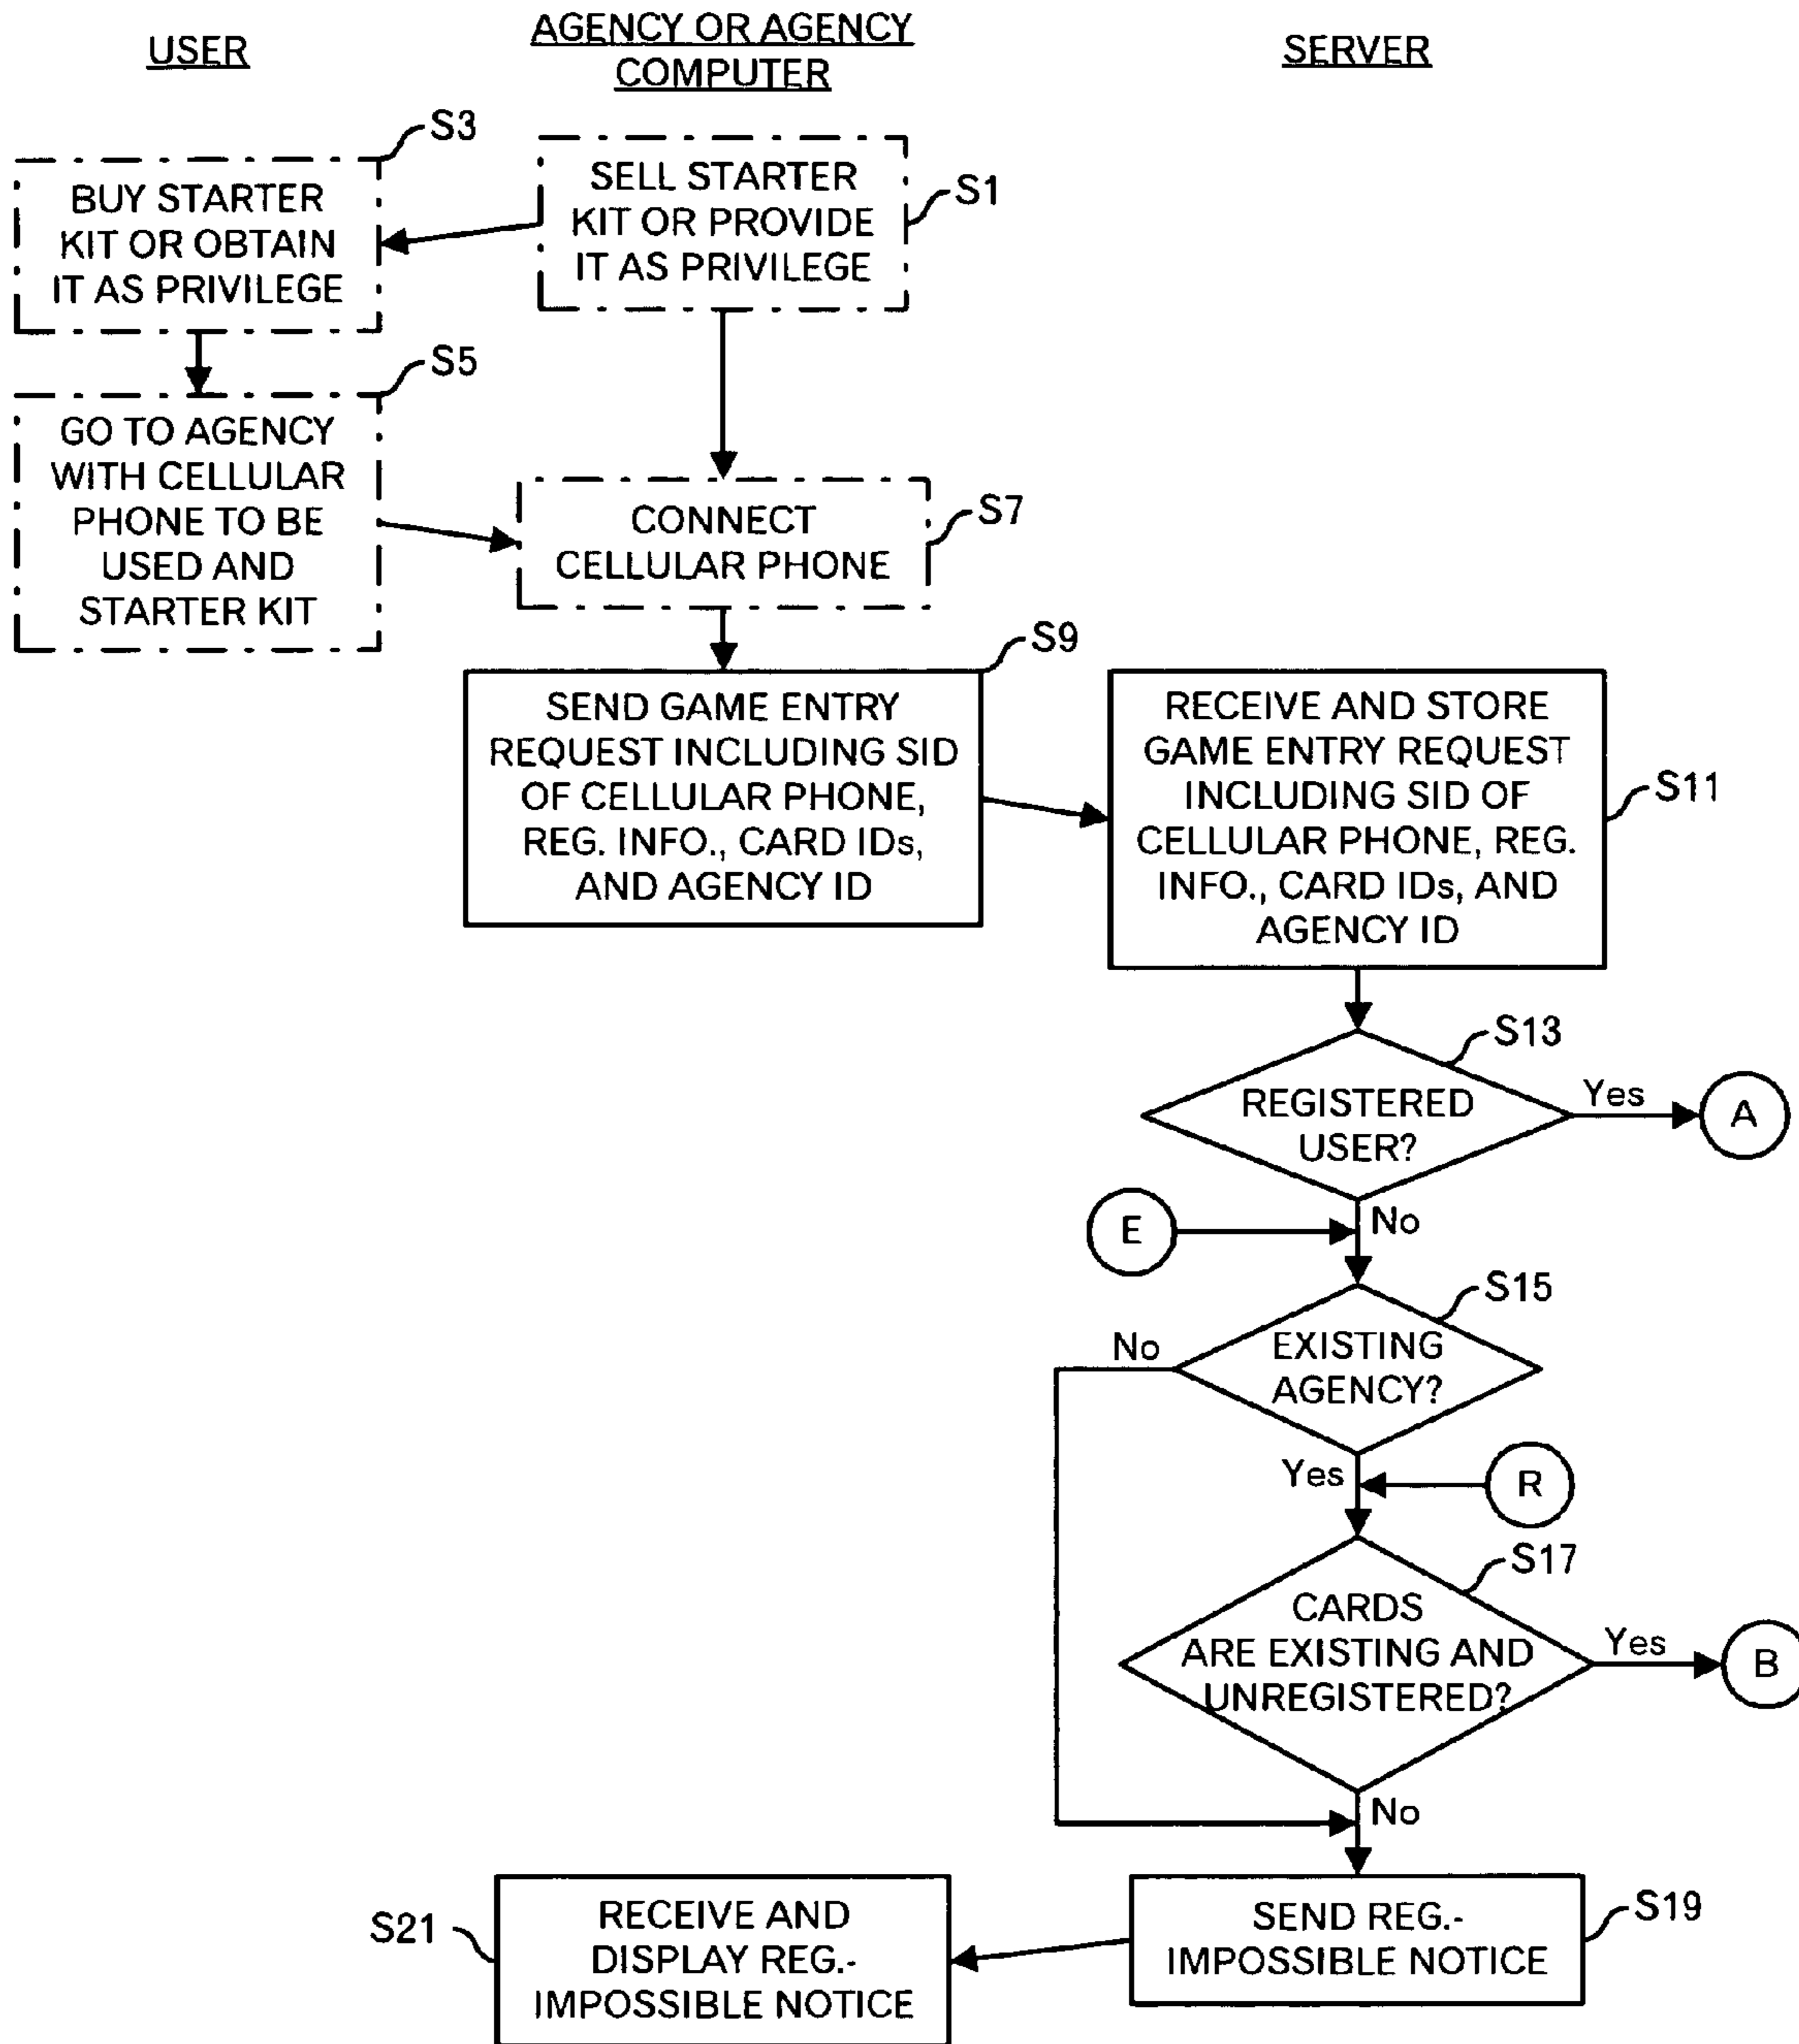 USER
AGENCY OR AGENCY
COMPUTER
SERVER
S3
BUY STARTER
KIT OR OBTAIN
IT AS PRIVILEGE
SELL STARTER
KIT OR PROVIDE
IT AS PRIVILEGE
S1
S5
GO TO AGENCY
WITH CELLULAR
PHONE TO BE
USED AND
STARTER KIT
CONNECT
CELLULAR PHONE
S7
S9
SEND GAME ENTRY
REQUEST INCLUDING SID
OF CELLULAR PHONE,
REG. INFO., CARD IDs,
AND AGENCY ID
RECEIVE AND STORE
GAME ENTRY REQUEST
INCLUDING SID OF
CELLULAR PHONE, REG.
INFO., CARD IDs, AND
AGENCY ID
S11
S13
REGISTERED
USER?
Yes
A
No
E
S15
EXISTING
AGENCY?
No
Yes
R
S17
CARDS
ARE EXISTING AND
UNREGISTERED?
Yes
B
No
SEND REG.-
IMPOSSIBLE NOTICE
S19
S21
RECEIVE AND
DISPLAY REG.-
IMPOSSIBLE NOTICE